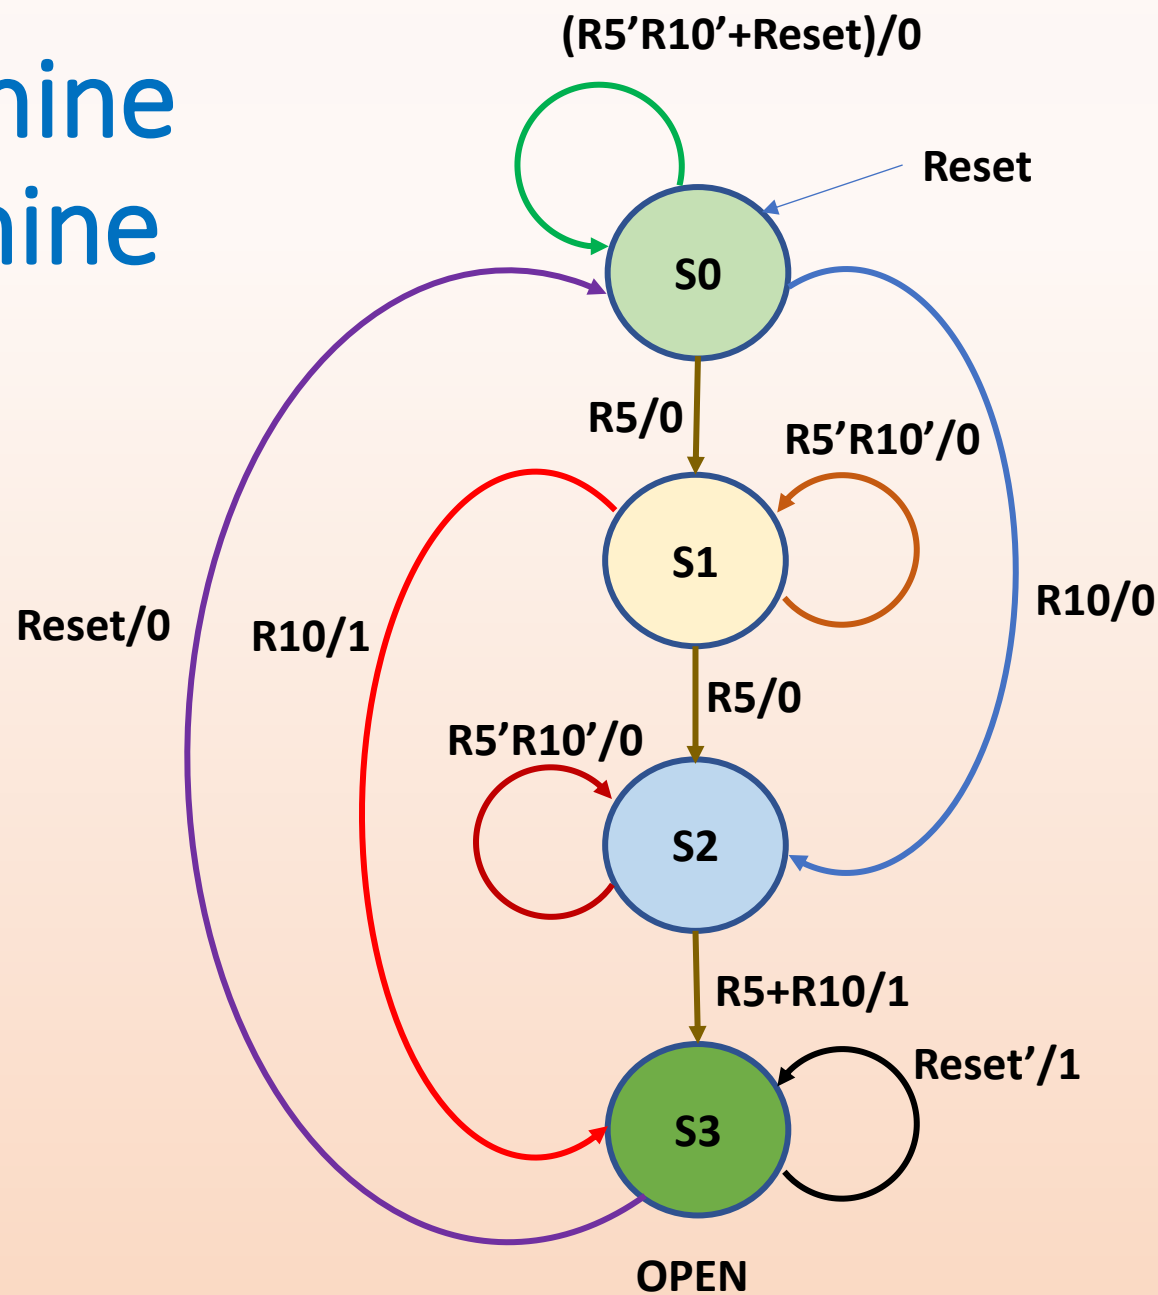 (R5’R10’+Reset)/0
nine
nine
Reset
S0
R5/0
R5’R10’/0
S1
R10/0
Reset/0
R10/1
R5/0
R5’R10’/0
S2
R5+R10/1
Reset’/1
S3
OPEN